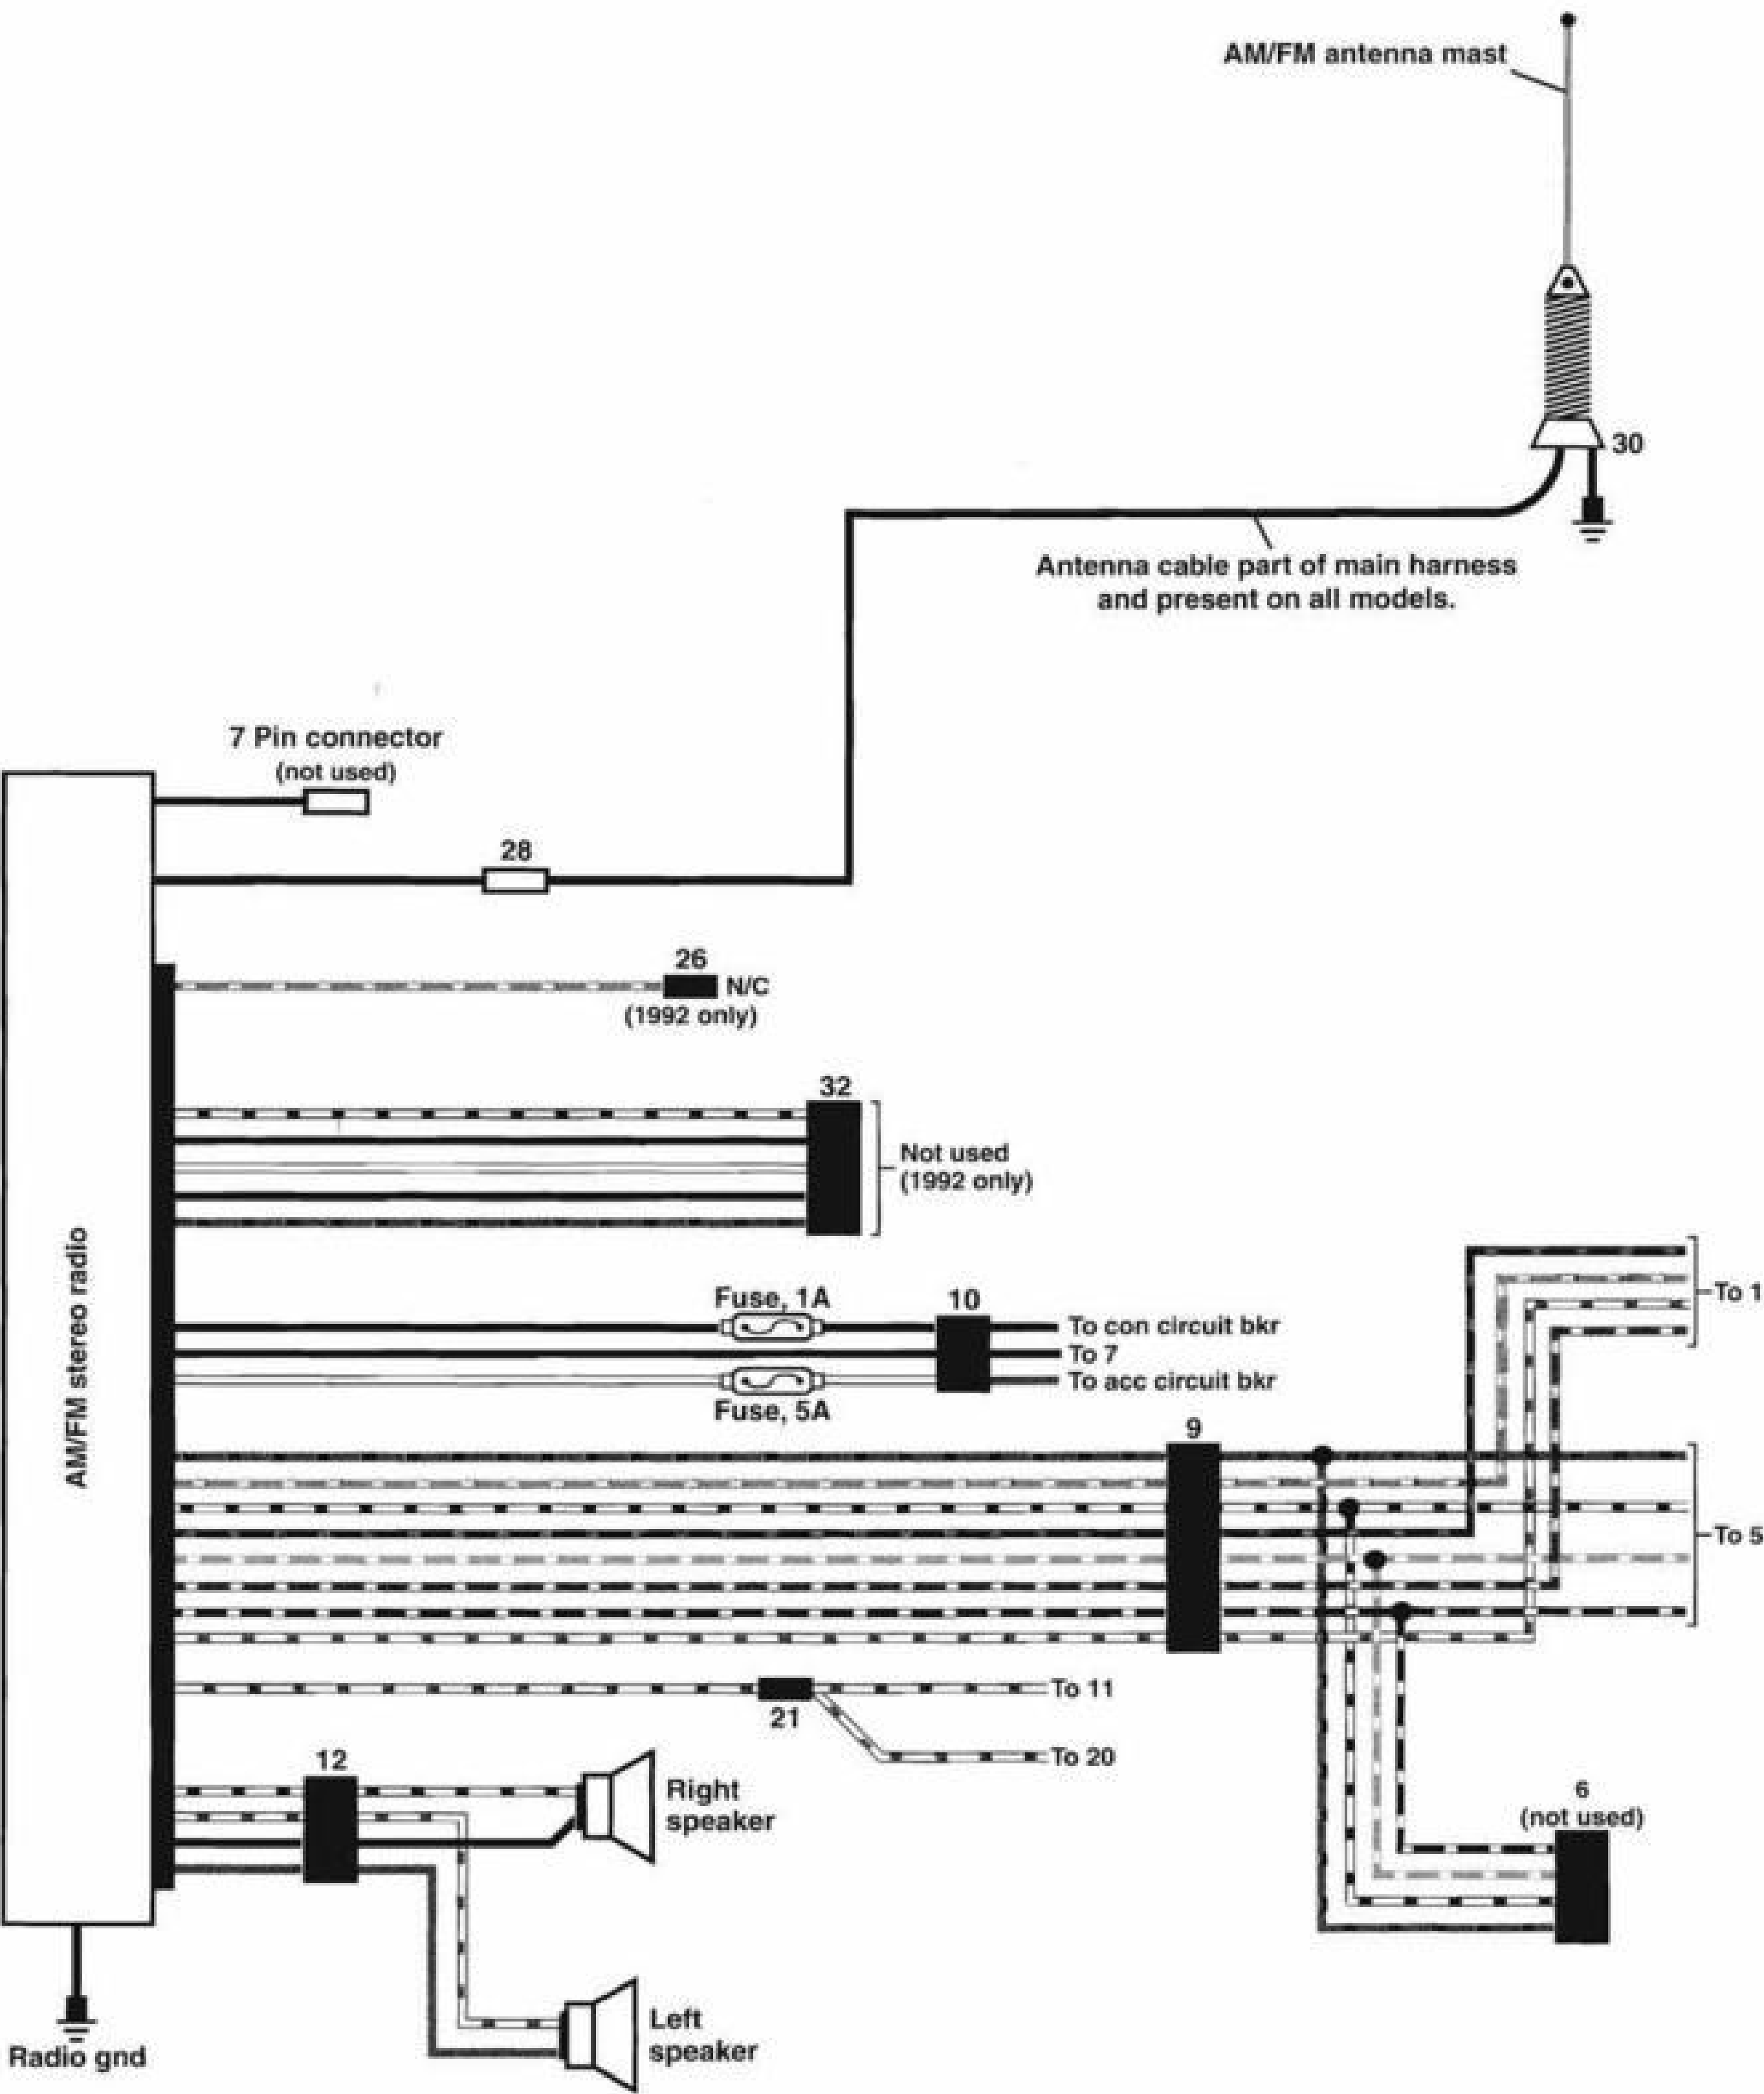 AM/FM antenna mast
30
Antenna cable part of main harness
and present on all models.
7 Pin connector
(not used)
28
26
N/C
(1992 only)
32
Not used
(1992 only)
AM/FM stereo radio
Fuse, 1A
10
To con circuit bkr
To 7
To acc circuit bkr
Fuse, 5A
To 1
9
To 5
To 11
21
To 20
12
Right
speaker
6
(not used)
Left
speaker
Radio gnd